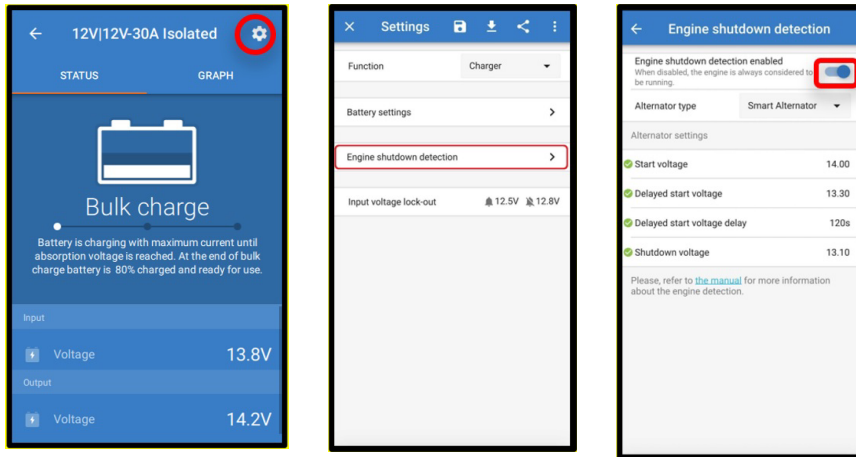 12V|12V-30A Isolated
STATUS
GRAPH
Bulk charge
Battery is charging with maximum current until
absorption voltage is reached. At the end of bulk
charge battery is 80% charged and ready for use.
Input
Voltage 13.8V
Output
Voltage 14.2V
Settings
Function Charger
Battery settings
Engine shutdown detection
Input voltage lock-out 12.5V 12.8V
Engine shutdown detection
Engine shutdown detection enabled
When disabled, the engine is always considered to
be running.
Alternator type Smart Alternator
Alternator settings
Start voltage 14.00
Delayed start voltage 13.30
Delayed start voltage delay 120s
Shutdown voltage 13.10
Please, refer to the manual for more information
about the engine detection.